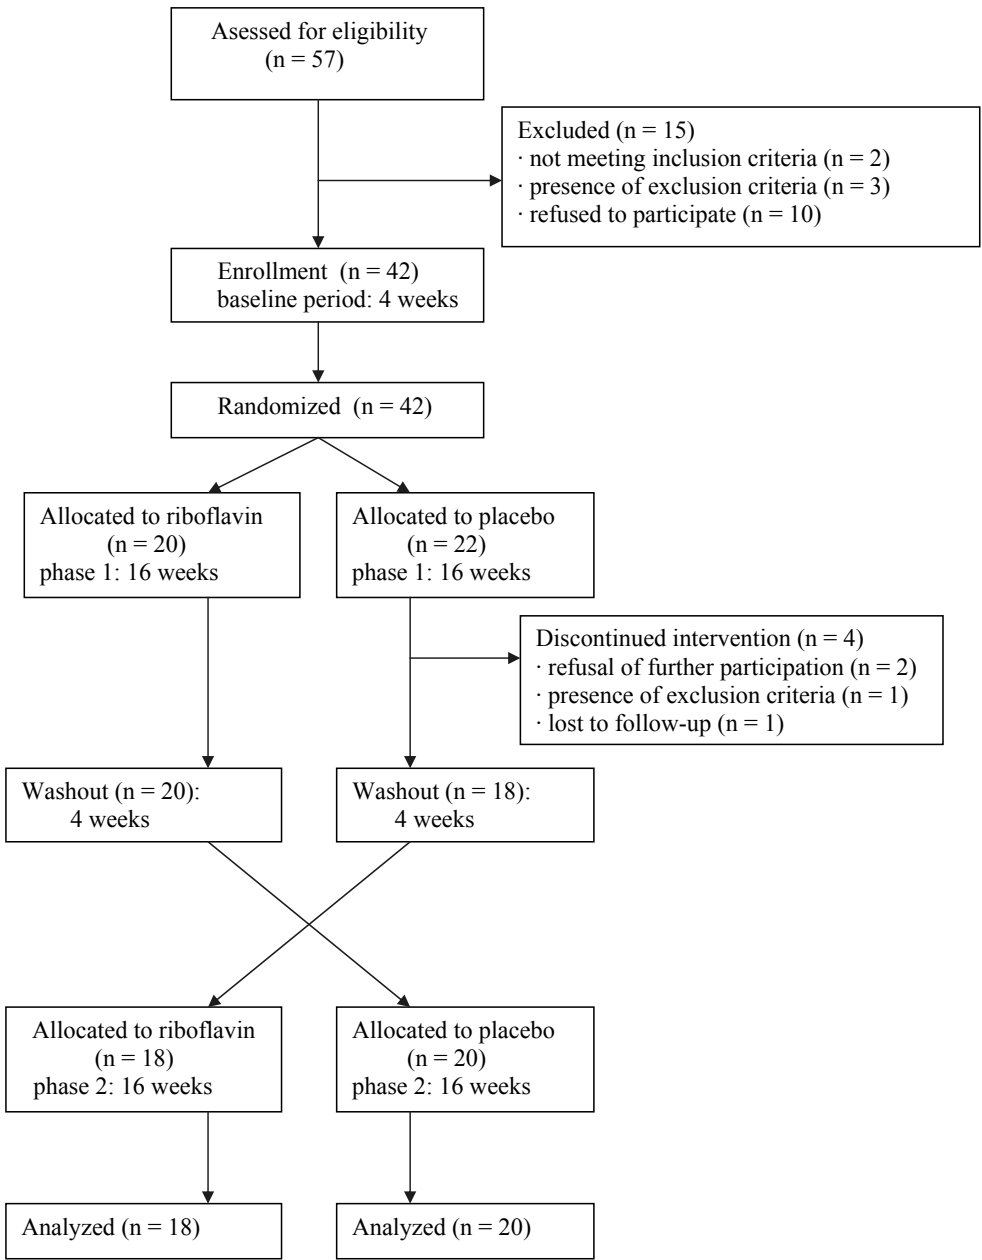 Asessed for eligibility
(n = 57)
Excluded (n = 15)
· not meeting inclusion criteria (n = 2)
· presence of exclusion criteria (n = 3)
· refused to participate (n = 10)
Enrollment (n = 42)
baseline period: 4 weeks
Randomized (n = 42)
Allocated to riboflavin
(n = 20)
phase 1: 16 weeks
Allocated to placebo
(n = 22)
phase 1: 16 weeks
Discontinued intervention (n = 4)
· refusal of further participation (n = 2)
· presence of exclusion criteria (n = 1)
· lost to follow-up (n = 1)
Washout (n = 20):
4 weeks
Washout (n = 18):
4 weeks
Allocated to riboflavin
(n = 18)
phase 2: 16 weeks
Allocated to placebo
(n = 20)
phase 2: 16 weeks
Analyzed (n = 18)
Analyzed (n = 20)